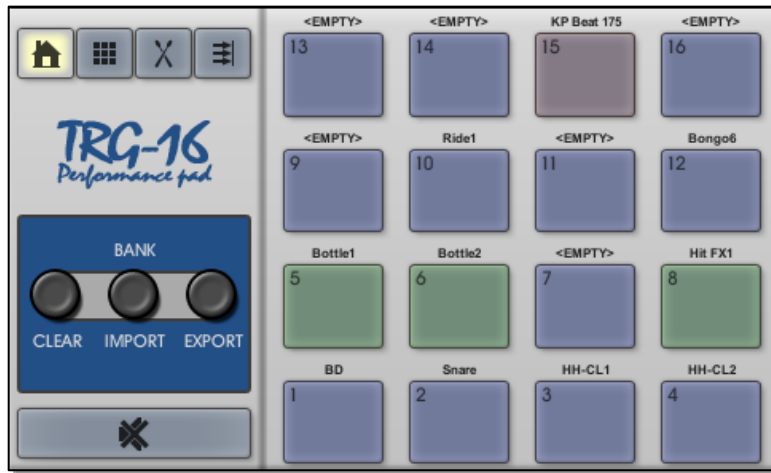 TRG-16
Performance pad
BANK
CLEAR IMPORT EXPORT
<EMPTY> <EMPTY> KP Beat 175 <EMPTY>
13 14 15 16
<EMPTY> Ride1 <EMPTY> Bongo6
9 10 11 12
Bottle1 Bottle2 <EMPTY> Hit FX1
5 6 7 8
BD Snare HH-CL1 HH-CL2
1 2 3 4